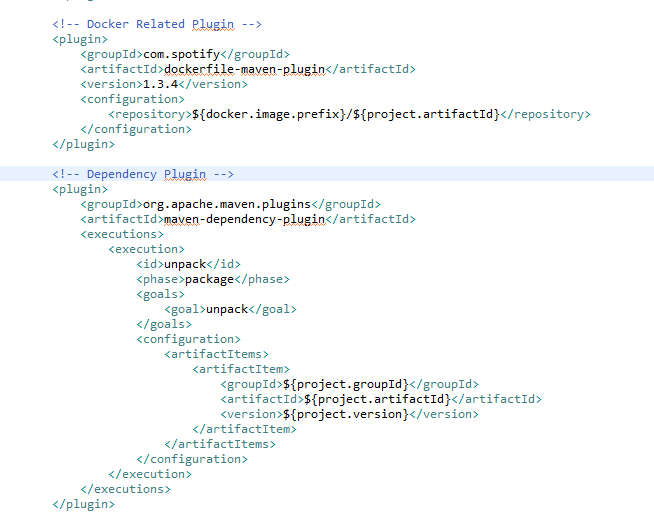 <!-- Docker Related Plugin -->
<plugin>
    <groupId>com.spotify</groupId>
    <artifactId>dockerfile-maven-plugin</artifactId>
    <version>1.3.4</version>
    <configuration>
        <repository>${docker.image.prefix}/${project.artifactId}</repository>
    </configuration>
</plugin>

<!-- Dependency Plugin -->
<plugin>
    <groupId>org.apache.maven.plugins</groupId>
    <artifactId>maven-dependency-plugin</artifactId>
    <executions>
        <execution>
            <id>unpack</id>
            <phase>package</phase>
            <goals>
                <goal>unpack</goal>
            </goals>
            <configuration>
                <artifactItems>
                    <artifactItem>
                        <groupId>${project.groupId}</groupId>
                        <artifactId>${project.artifactId}</artifactId>
                        <version>${project.version}</version>
                    </artifactItem>
                </artifactItems>
            </configuration>
        </execution>
    </executions>
</plugin>